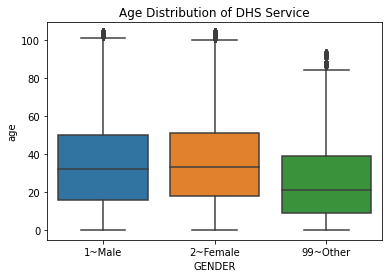 Age Distribution of DHS Service
100
80
60
40
20
0
age
1~Male
2~Female
99~Other
GENDER